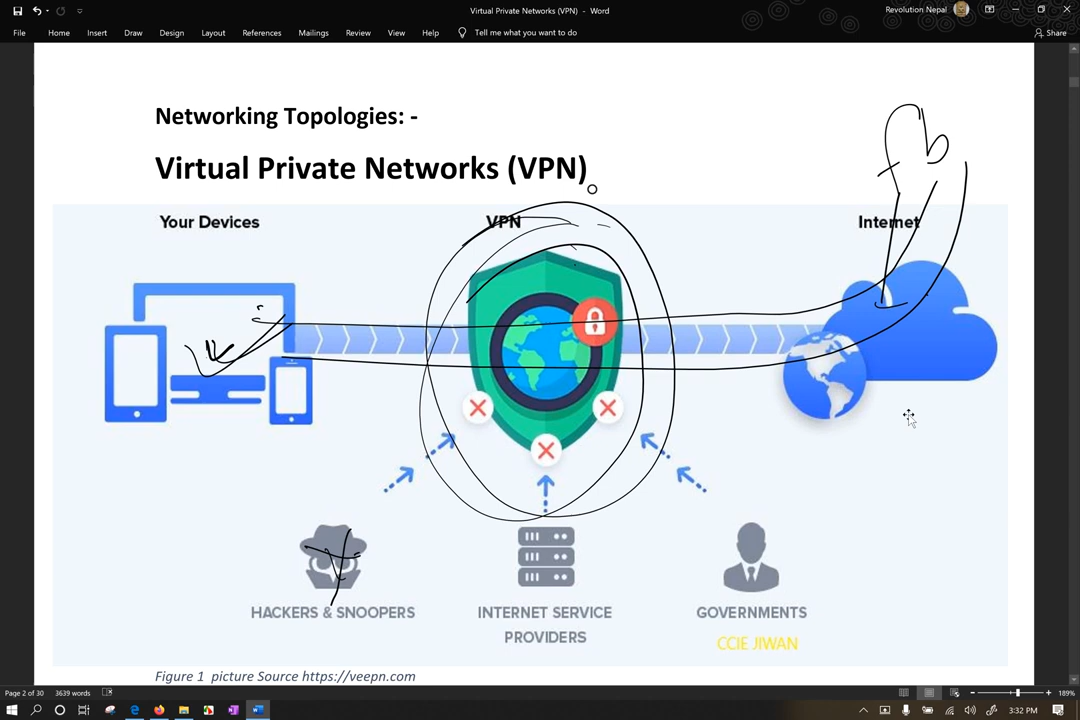 Virtual Private Networks (VPN) - Word
Revolution Nepal
File Home Insert Draw Design Layout References Mailings Review View Help Tell me what you want to do
Share
Networking Topologies: -
Virtual Private Networks (VPN)
Your Devices VPN Internet
fb
HACKERS & SNOOPERS INTERNET SERVICE GOVERNMENTS
PROVIDERS
CCIE JIWAN
Figure 1 picture Source https://veepn.com
Page 2 of 30 3639 words 189%
3:32 PM